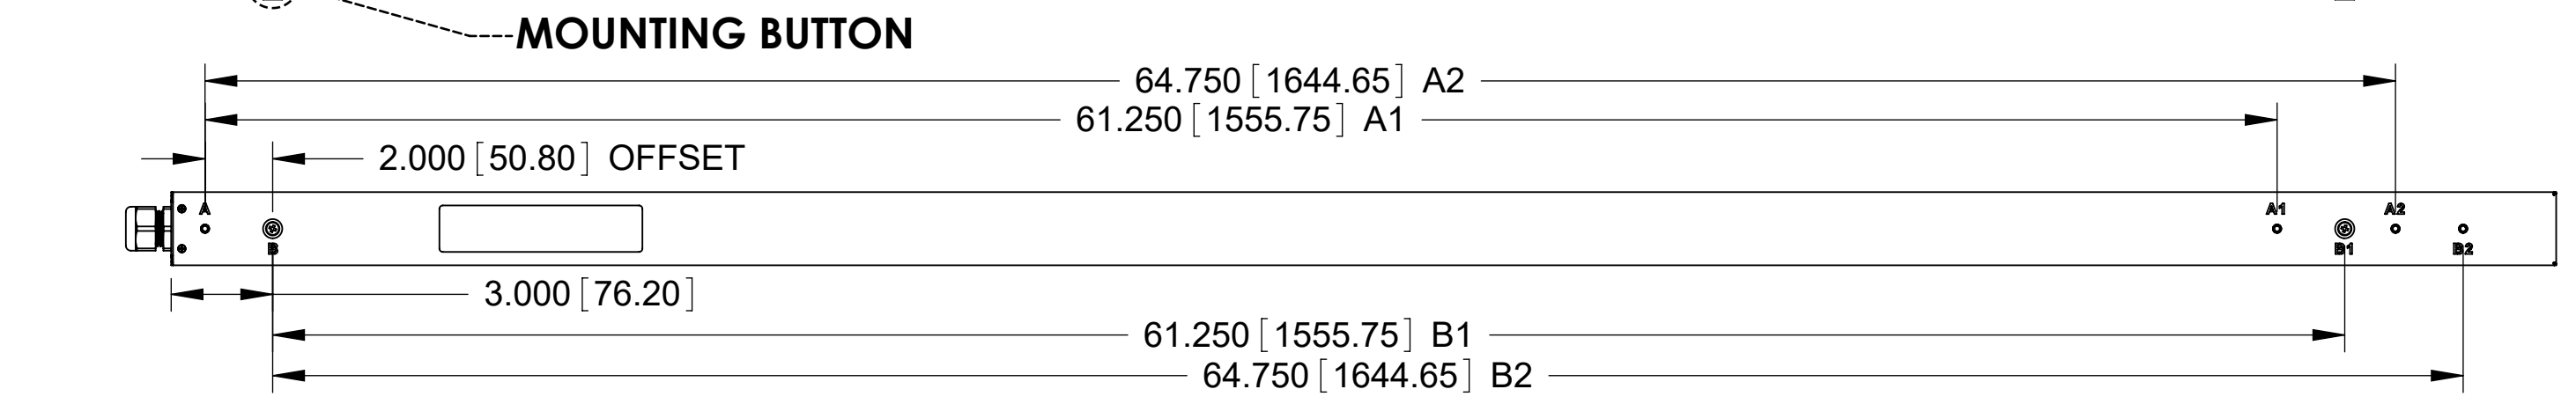 MOUNTING BUTTON
64.750 [1644.65] A2
61.250 [1555.75] A1
2.000 [50.80] OFFSET
A
A1
A2
B
B1
B2
3.000 [76.20]
61.250 [1555.75] B1
64.750 [1644.65] B2